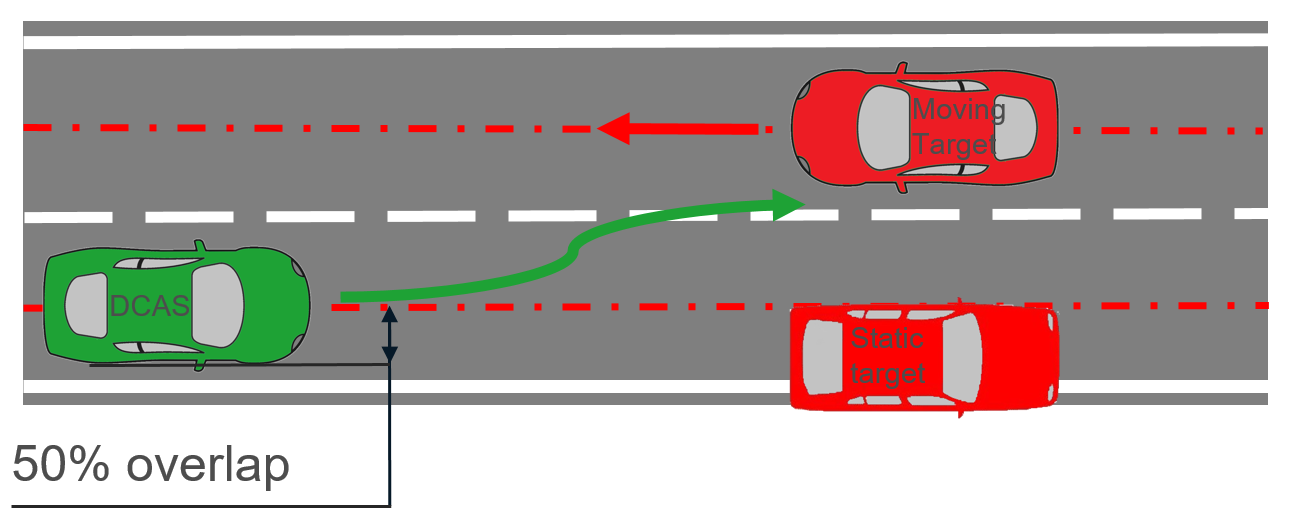 Moving
Target
DCAS
Static
target
50% overlap